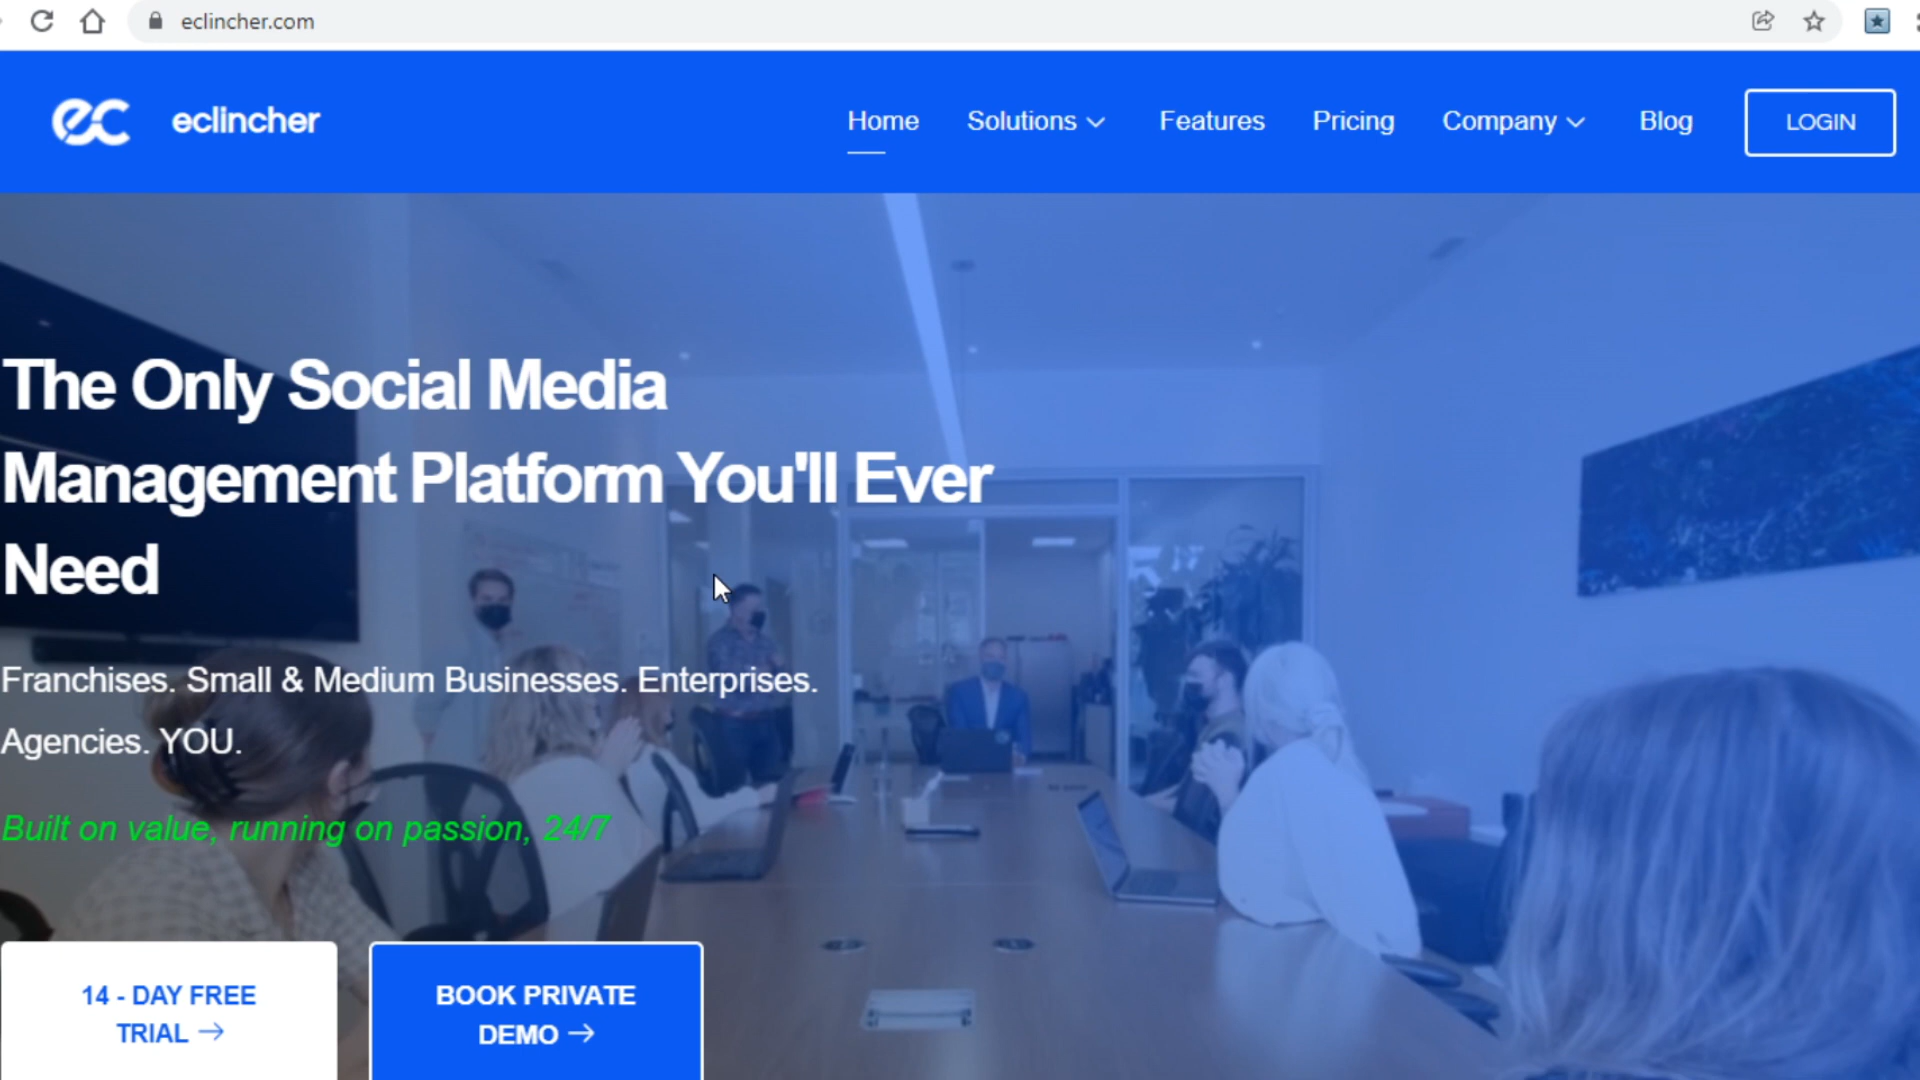 eclincher.com
ec eclincher Home Solutions Features Pricing Company Blog LOGIN
The Only Social Media
Management Platform You'll Ever
Need
Franchises. Small & Medium Businesses. Enterprises.
Agencies. YOU.
Built on value, running on passion, 24/7
14 - DAY FREE
TRIAL →
BOOK PRIVATE
DEMO →